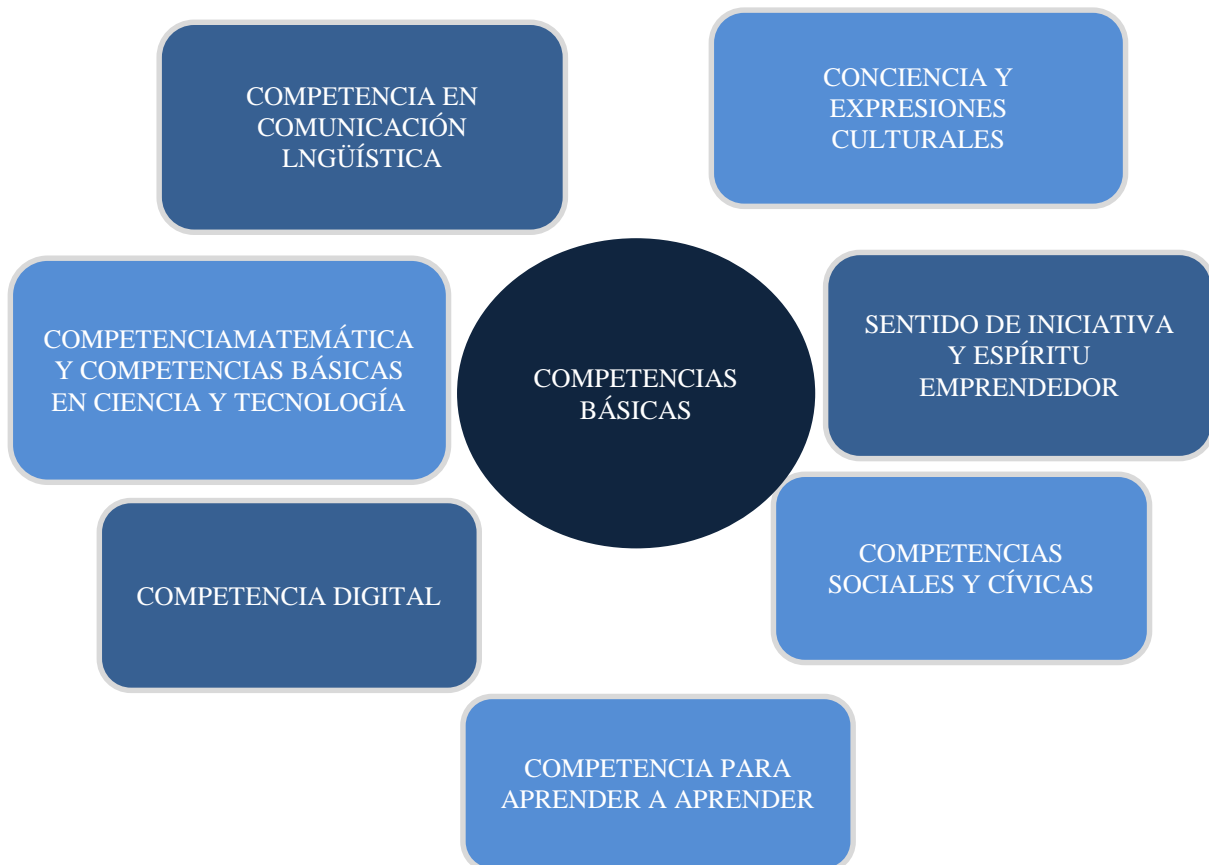 COMPETENCIA EN
COMUNICACIÓN
LNGÜÍSTICA
CONCIENCIA Y
EXPRESIONES
CULTURALES
COMPETENCIAMATEMÁTICA
Y COMPETENCIAS BÁSICAS
EN CIENCIA Y TECNOLOGÍA
COMPETENCIAS
BÁSICAS
SENTIDO DE INICIATIVA
Y ESPÍRITU
EMPRENDEDOR
COMPETENCIA DIGITAL
COMPETENCIAS
SOCIALES Y CÍVICAS
COMPETENCIA PARA
APRENDER A APRENDER